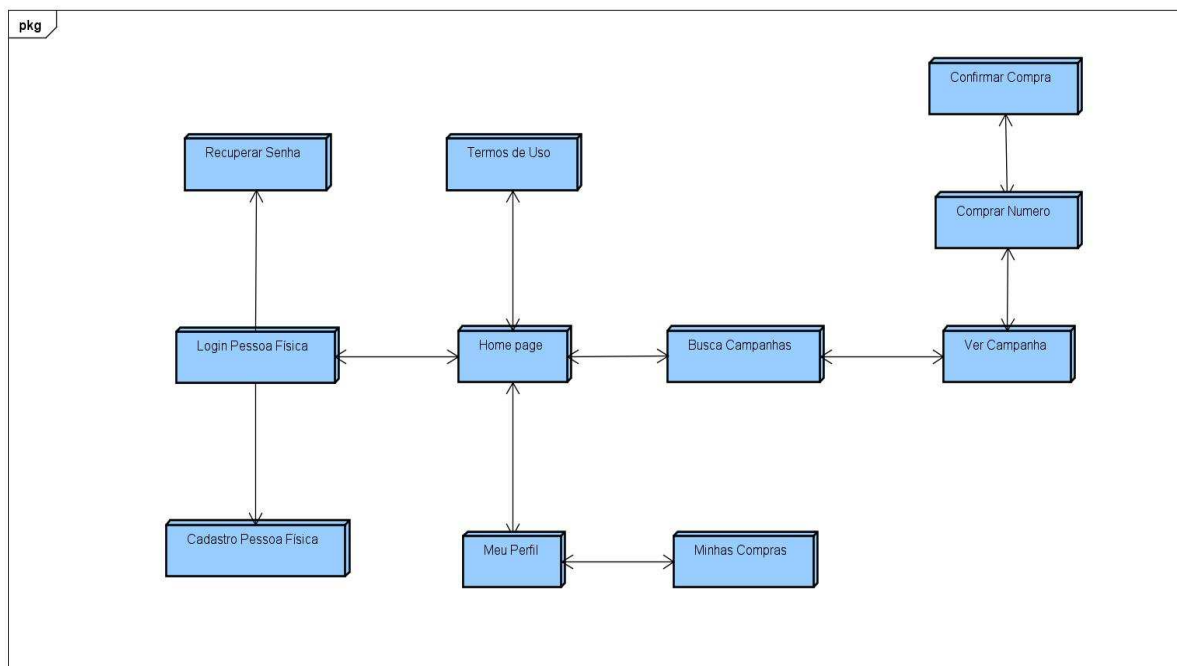 pkg
Confirmar Compra
Recuperar Senha
Termos de Uso
Comprar Numero
Login Pessoa Física
Home page
Busca Campanhas
Ver Campanha
Cadastro Pessoa Física
Meu Perfil
Minhas Compras